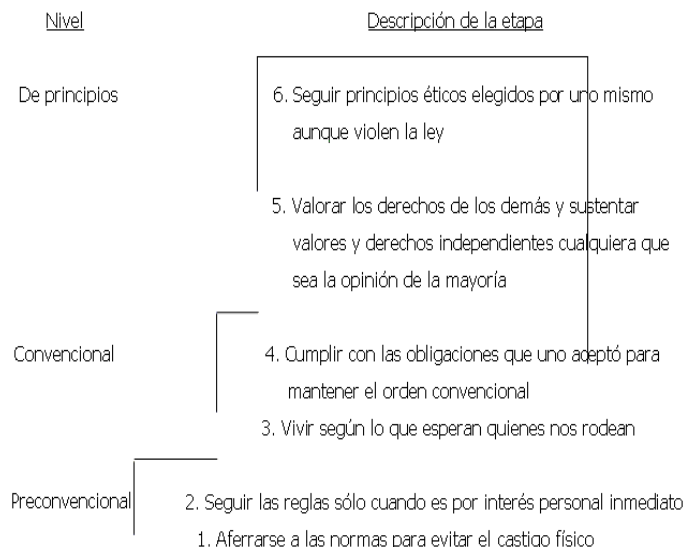 Nivel
Descripción de la etapa
De principios
6. Seguir principios éticos elegidos por uno mismo
aunque violen la ley
5. Valorar los derechos de los demás y sustentar
valores y derechos independientes cualquiera que
sea la opinión de la mayoría
Convencional
4. Cumplir con las obligaciones que uno aceptó para
mantener el orden convencional
3. Vivir según lo que esperan quienes nos rodean
Preconvencional
2. Seguir las reglas sólo cuando es por interés personal inmediato
1. Aferrarse a las normas para evitar el castigo físico